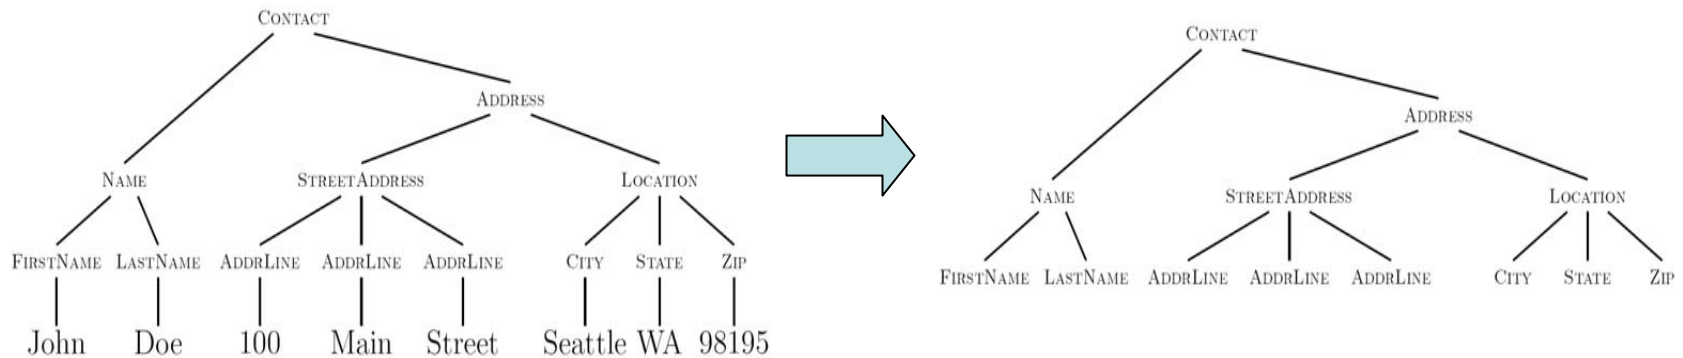 CONTACT
ADDRESS
NAME STREETADDRESS LOCATION
FIRSTNAME LASTNAME ADDRLINE ADDRLINE ADDRLINE CITY STATE ZIP
John Doe 100 Main Street Seattle WA 98195
CONTACT
ADDRESS
NAME STREETADDRESS LOCATION
FIRSTNAME LASTNAME ADDRLINE ADDRLINE ADDRLINE CITY STATE ZIP